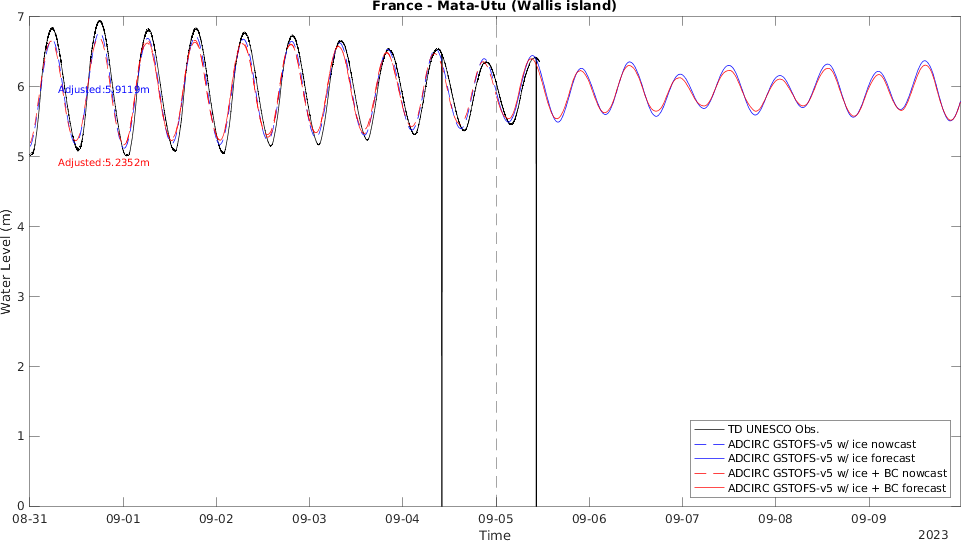 France - Mata-Utu (Wallis island)
7
6
5
4
3
2
1
0
Water Level (m)
Adjusted:5.9119m
Adjusted:5.2352m
TD UNESCO Obs.
ADCIRC GSTOFS-v5 w/ ice nowcast
ADCIRC GSTOFS-v5 w/ ice forecast
ADCIRC GSTOFS-v5 w/ ice + BC nowcast
ADCIRC GSTOFS-v5 w/ ice + BC forecast
08-31 09-01 09-02 09-03 09-04 09-05 09-06 09-07 09-08 09-09
Time
2023